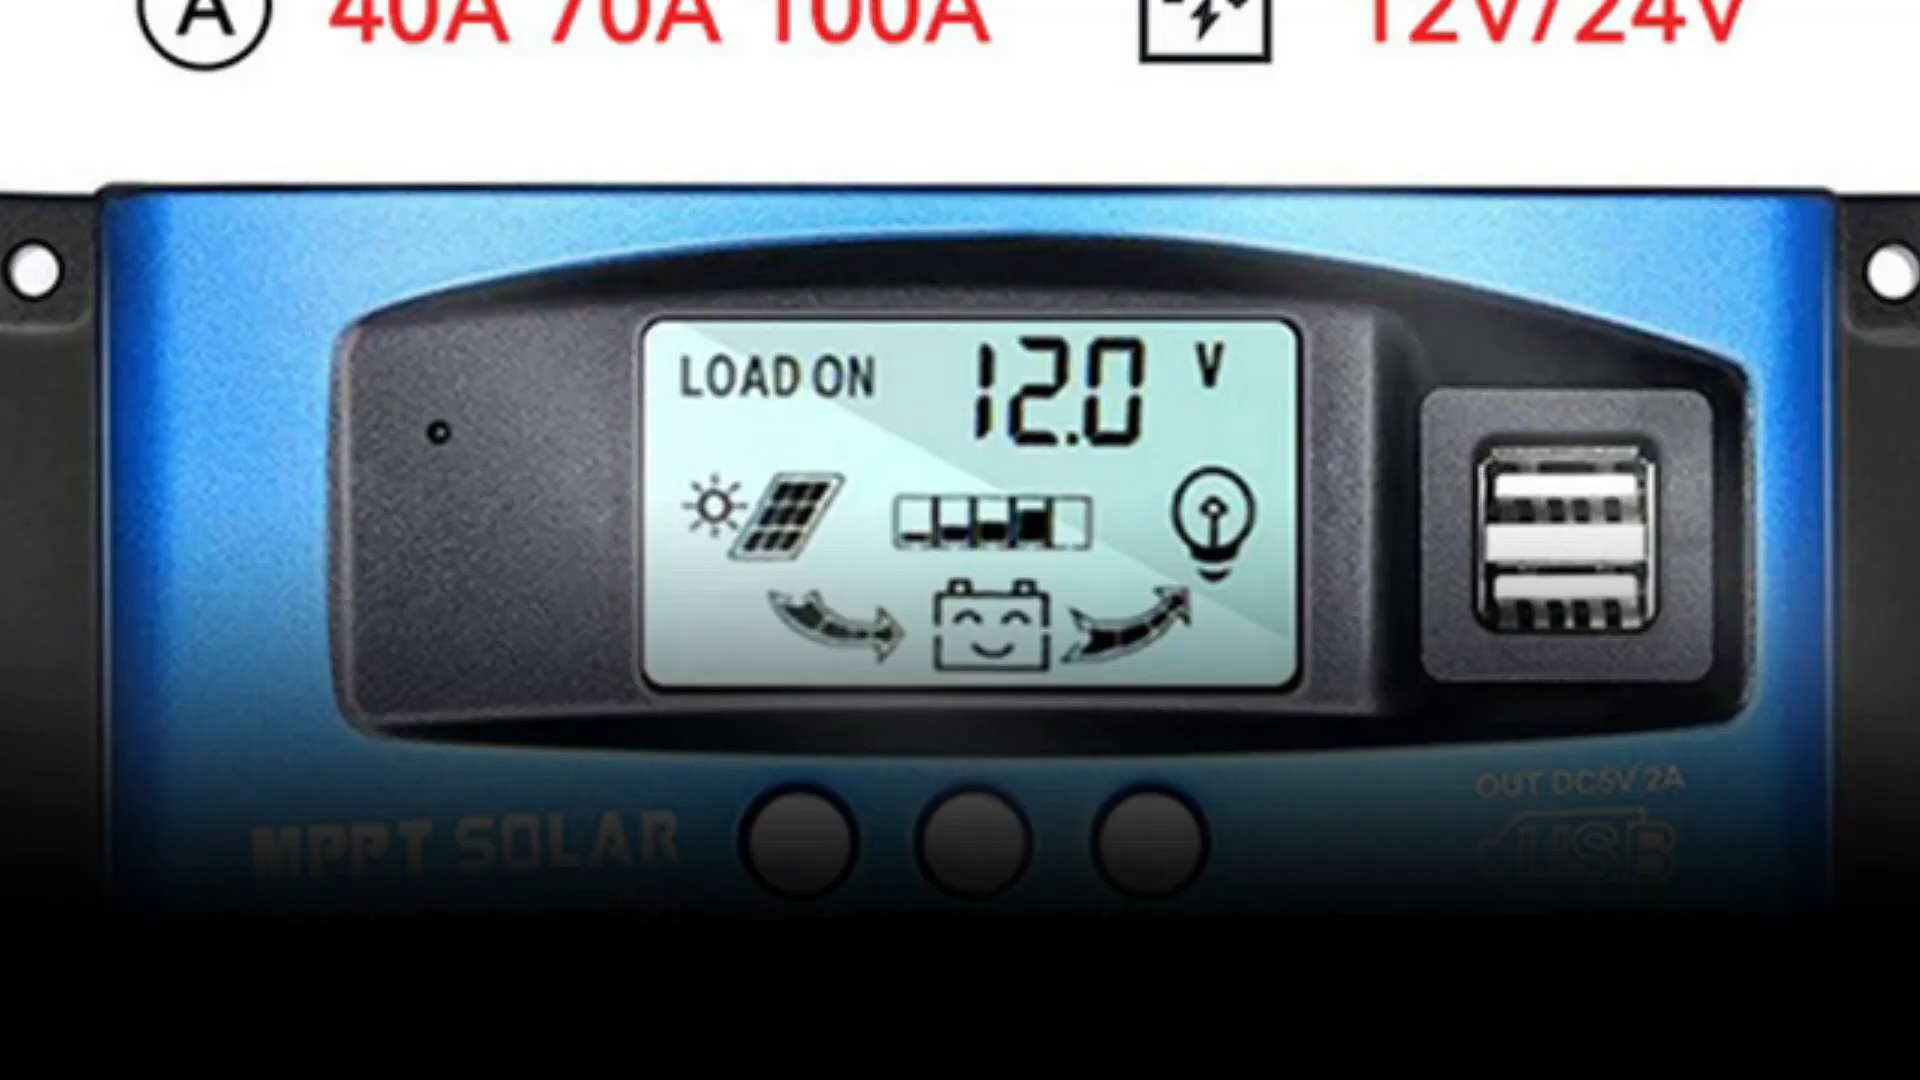 A 40A 70A 100A 12V/24V
LOAD ON 12.0 V
OUT DC5V 2A
MPPT SOLAR
USB